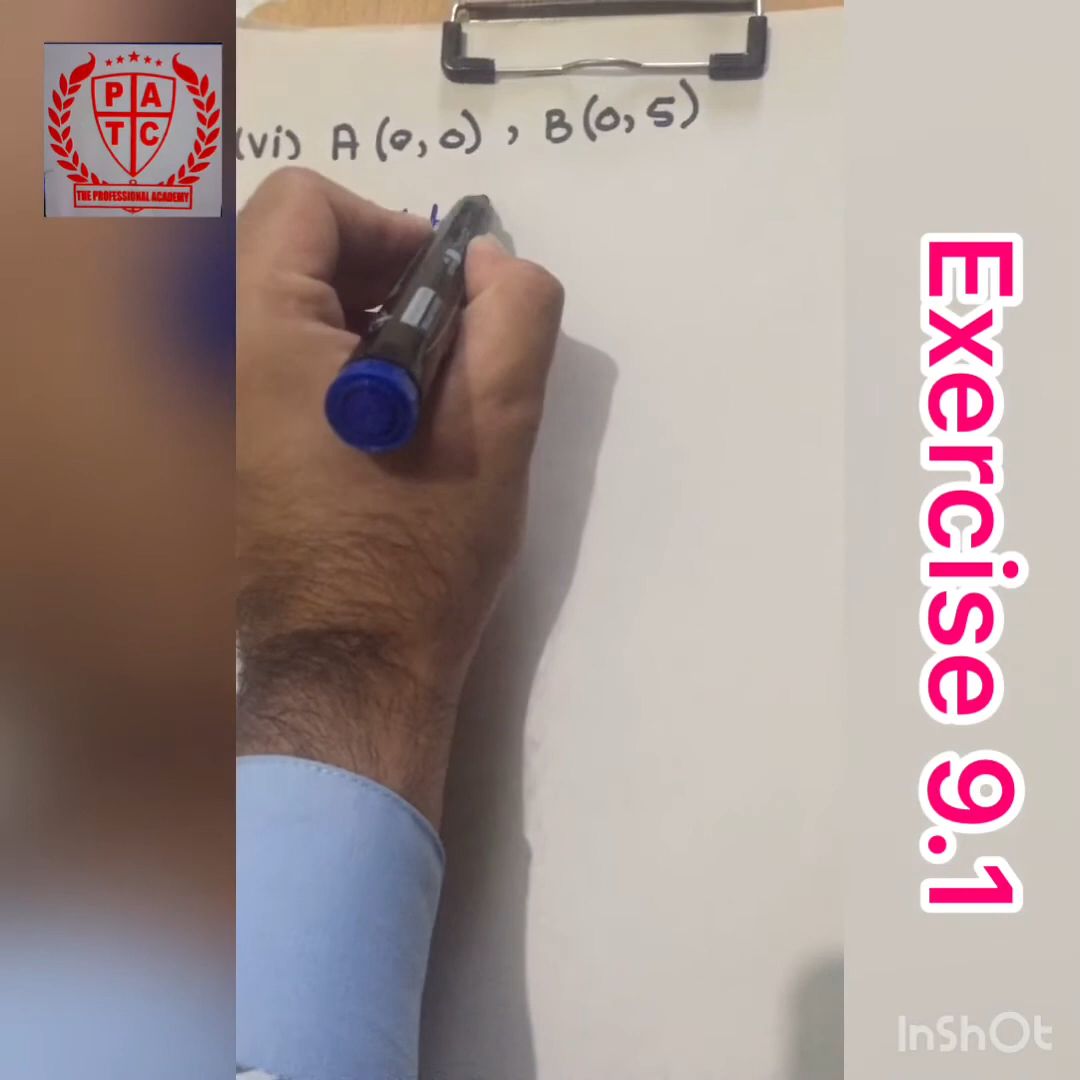 P A
T C
THE PROFESSIONAL ACADEMY
(vi) A (0,0) , B (0,5)
Exercise 9.1
InShOt